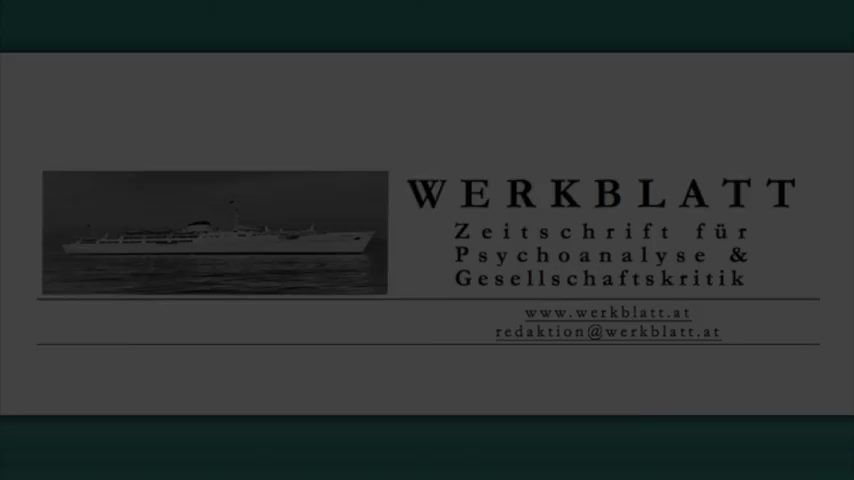 WERKBLATT
Zeitschrift für
Psychoanalyse &
Gesellschaftskritik
www.werkblatt.at
redaktion@werkblatt.at